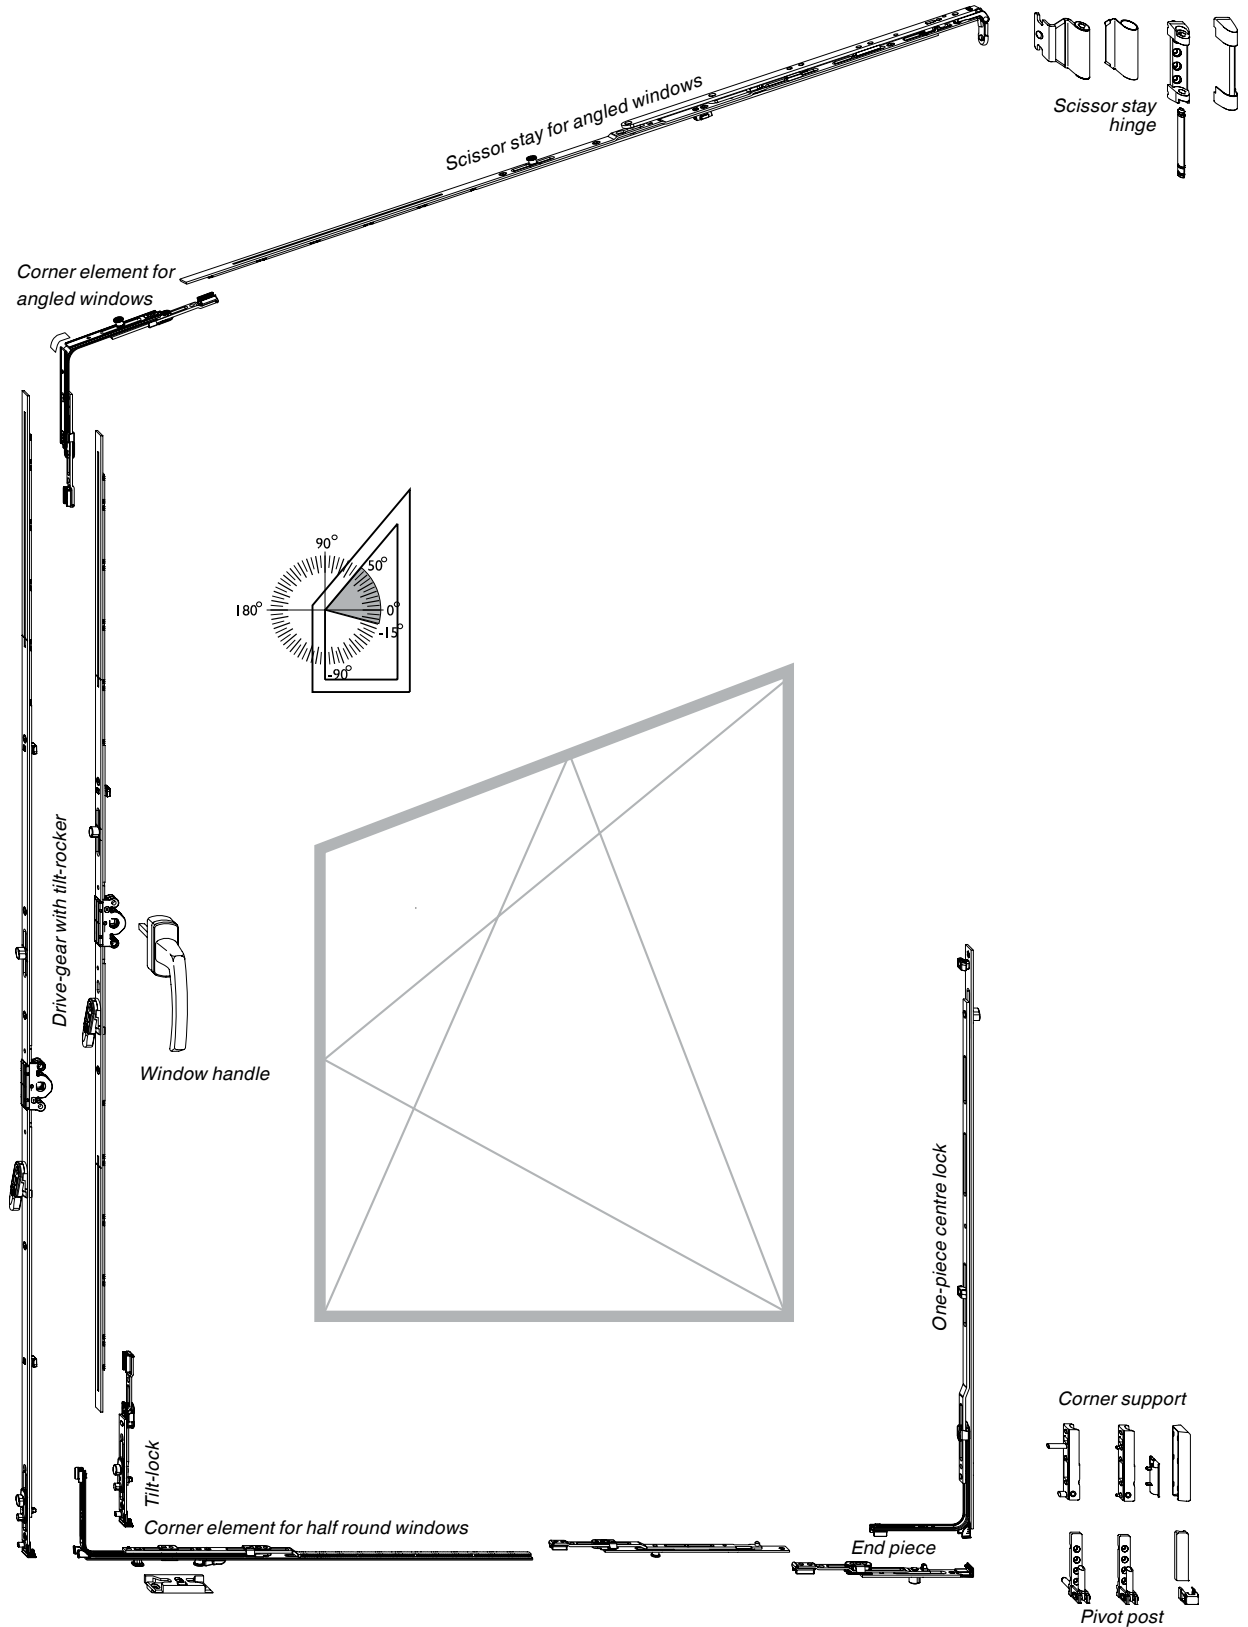 Scissor stay for angled windows
Scissor stay
hinge
Corner element for
angled windows
90°
50°
180°
0°
-15°
-90°
Drive-gear with tilt-rocker
Window handle
One-piece centre lock
Corner support
Tilt-lock
Corner element for half round windows
End piece
Pivot post